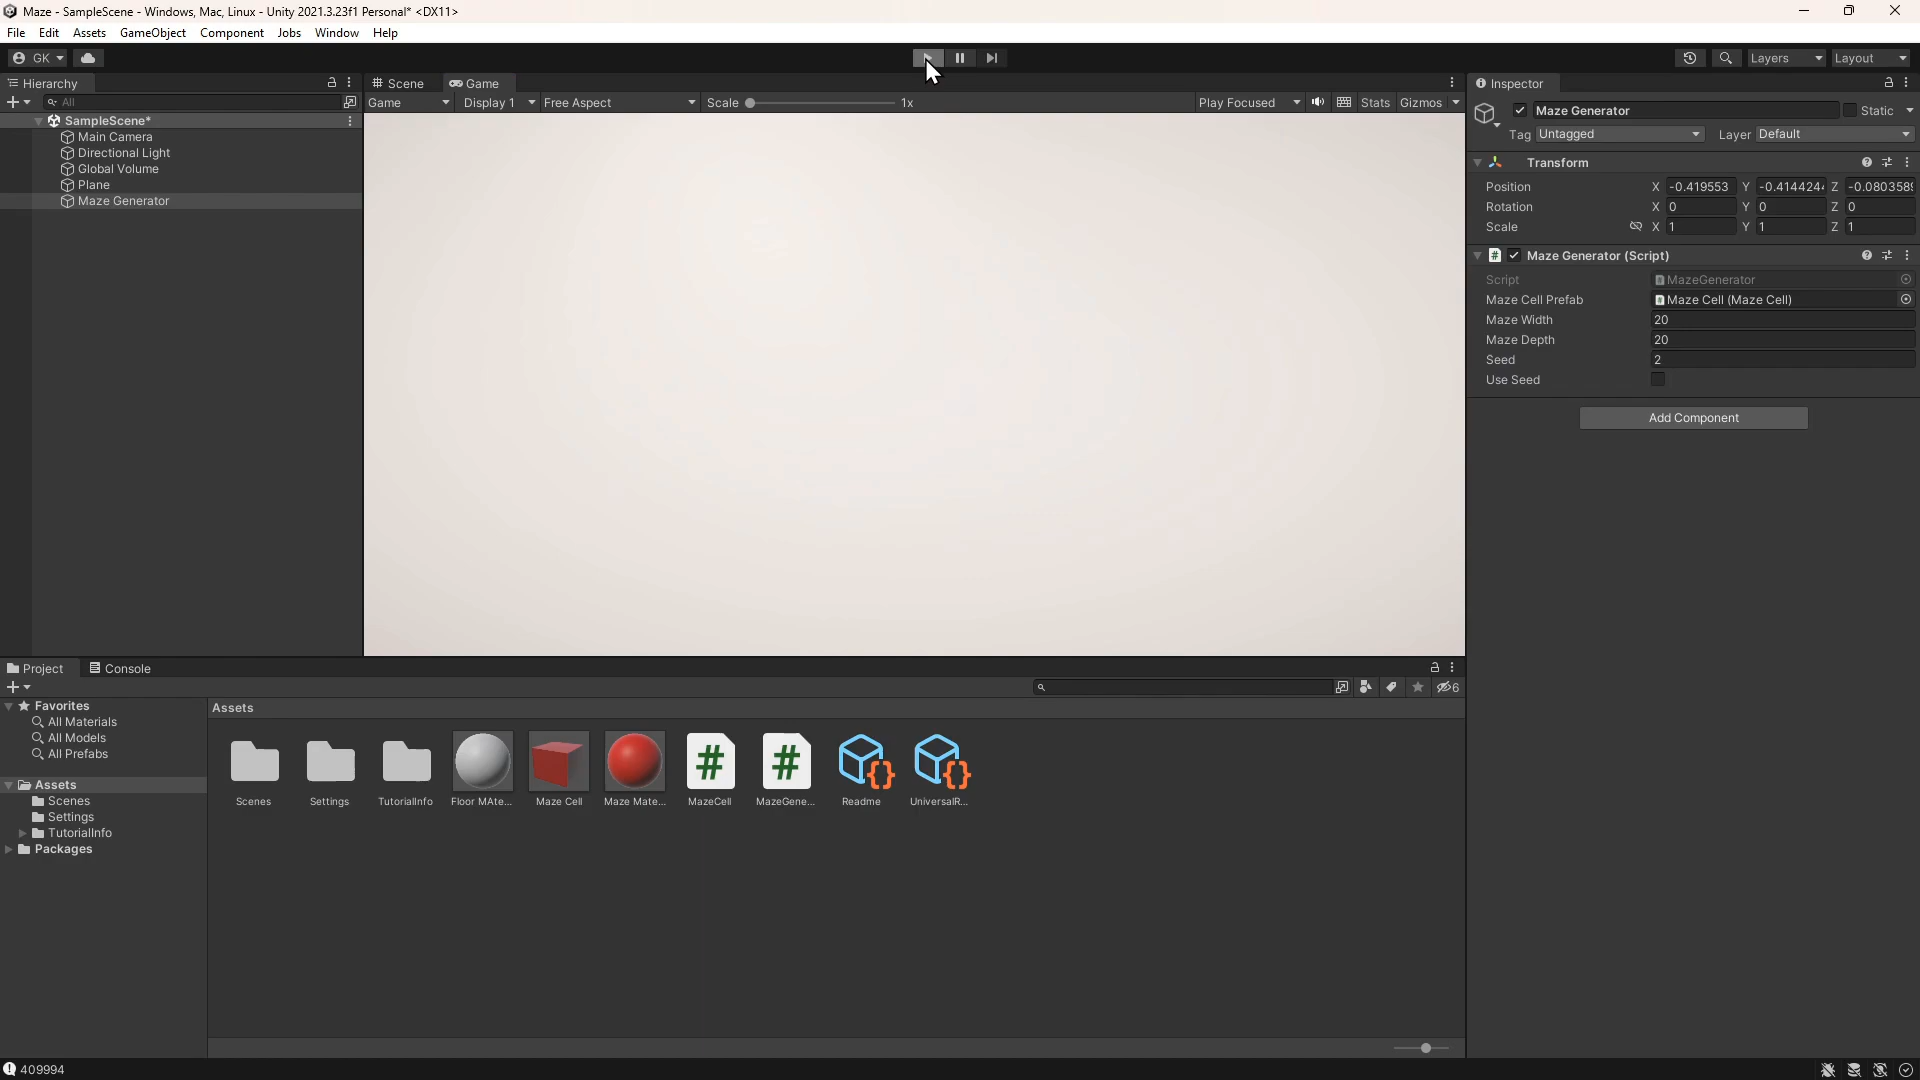 Maze - SampleScene - Windows, Mac, Linux - Unity 2021.3.23f1 Personal* <DX11>
File Edit Assets GameObject Component Jobs Window Help
GK Layers Layout
Hierarchy
All
SampleScene*
Main Camera
Directional Light
Global Volume
Plane
Maze Generator
Scene Game
Game Display 1 Free Aspect Scale 1x Play Focused Stats Gizmos
Inspector
Maze Generator Static
Tag Untagged Layer Default
Transform
Position X -0.419553 Y -0.414424 Z -0.080358
Rotation X 0 Y 0 Z 0
Scale X 1 Y 1 Z 1
# Maze Generator (Script)
Script MazeGenerator
Maze Cell Prefab Maze Cell (Maze Cell)
Maze Width 20
Maze Depth 20
Seed 2
Use Seed
Add Component
Project Console
6
Favorites
All Materials
All Models
All Prefabs
Assets
Scenes
Settings
TutorialInfo
Packages
Assets
Scenes Settings TutorialInfo Floor MAte... Maze Cell Maze Mate... MazeCell MazeGene... Readme UniversalR...
409994